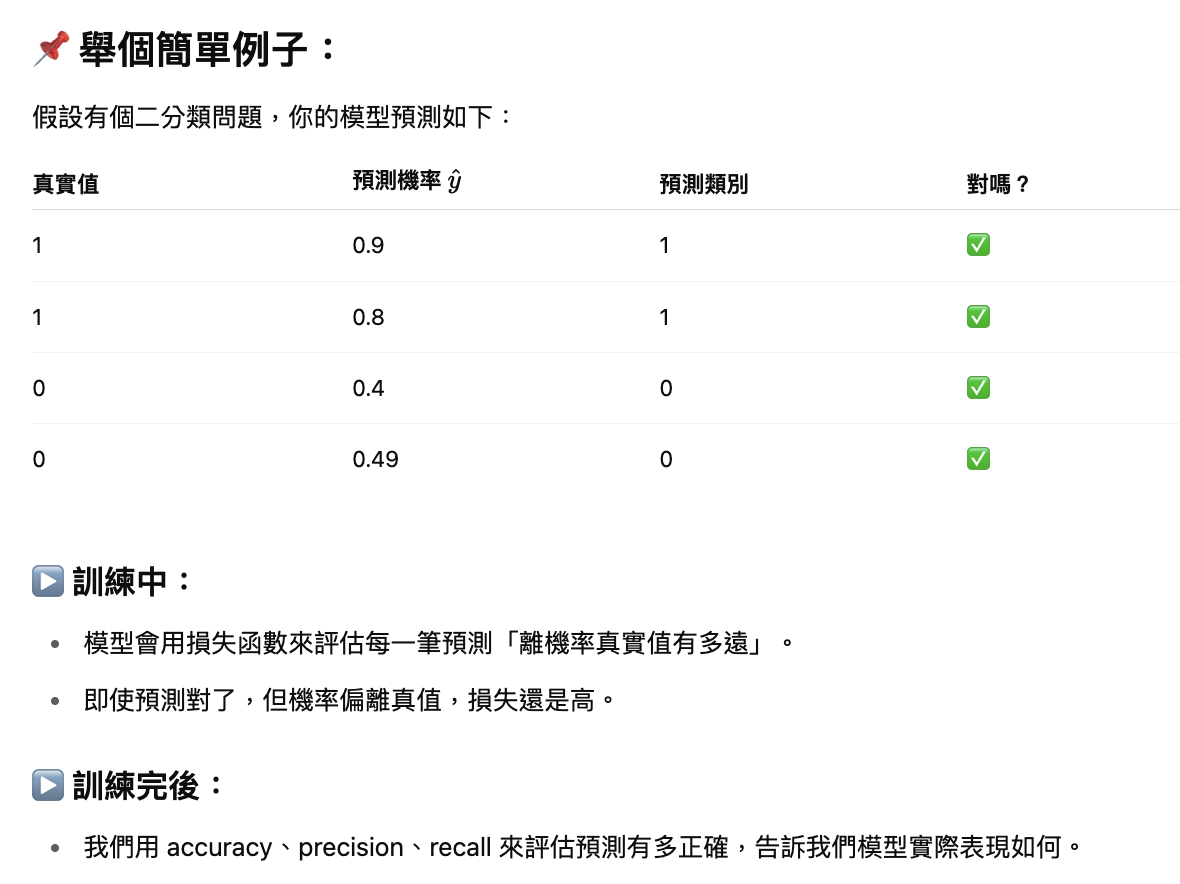 📌 舉個簡單例子：
假設有個二分類問題，你的模型預測如下：
真實值 預測機率 ŷ 預測類別 對嗎？
1 0.9 1 ✅
1 0.8 1 ✅
0 0.4 0 ✅
0 0.49 0 ✅
▶️ 訓練中：
• 模型會用損失函數來評估每一筆預測「離機率真實值有多遠」。
• 即使預測對了，但機率偏離真值，損失還是高。
▶️ 訓練完後：
• 我們用 accuracy、precision、recall 來評估預測有多正確，告訴我們模型實際表現如何。